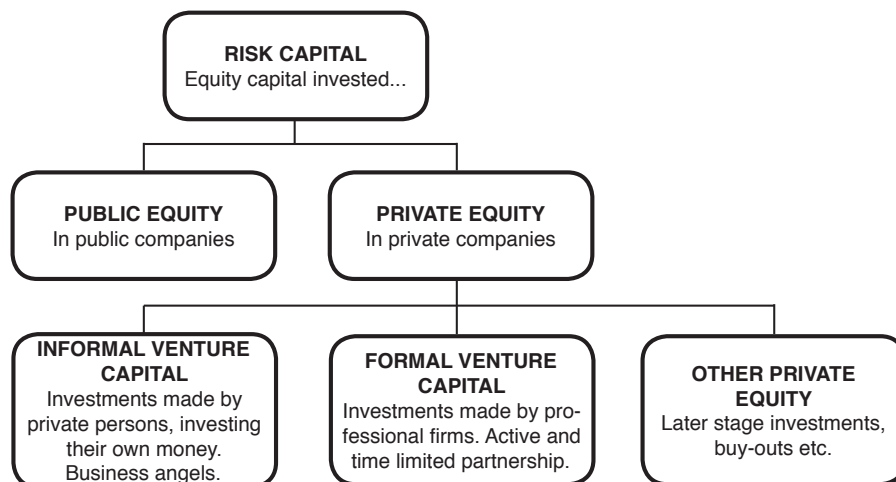 RISK CAPITAL
Equity capital invested...
PUBLIC EQUITY
In public companies
PRIVATE EQUITY
In private companies
INFORMAL VENTURE
CAPITAL
Investments made by
private persons, investing
their own money.
Business angels.
FORMAL VENTURE
CAPITAL
Investments made by pro-
fessional firms. Active and
time limited partnership.
OTHER PRIVATE
EQUITY
Later stage investments,
buy-outs etc.